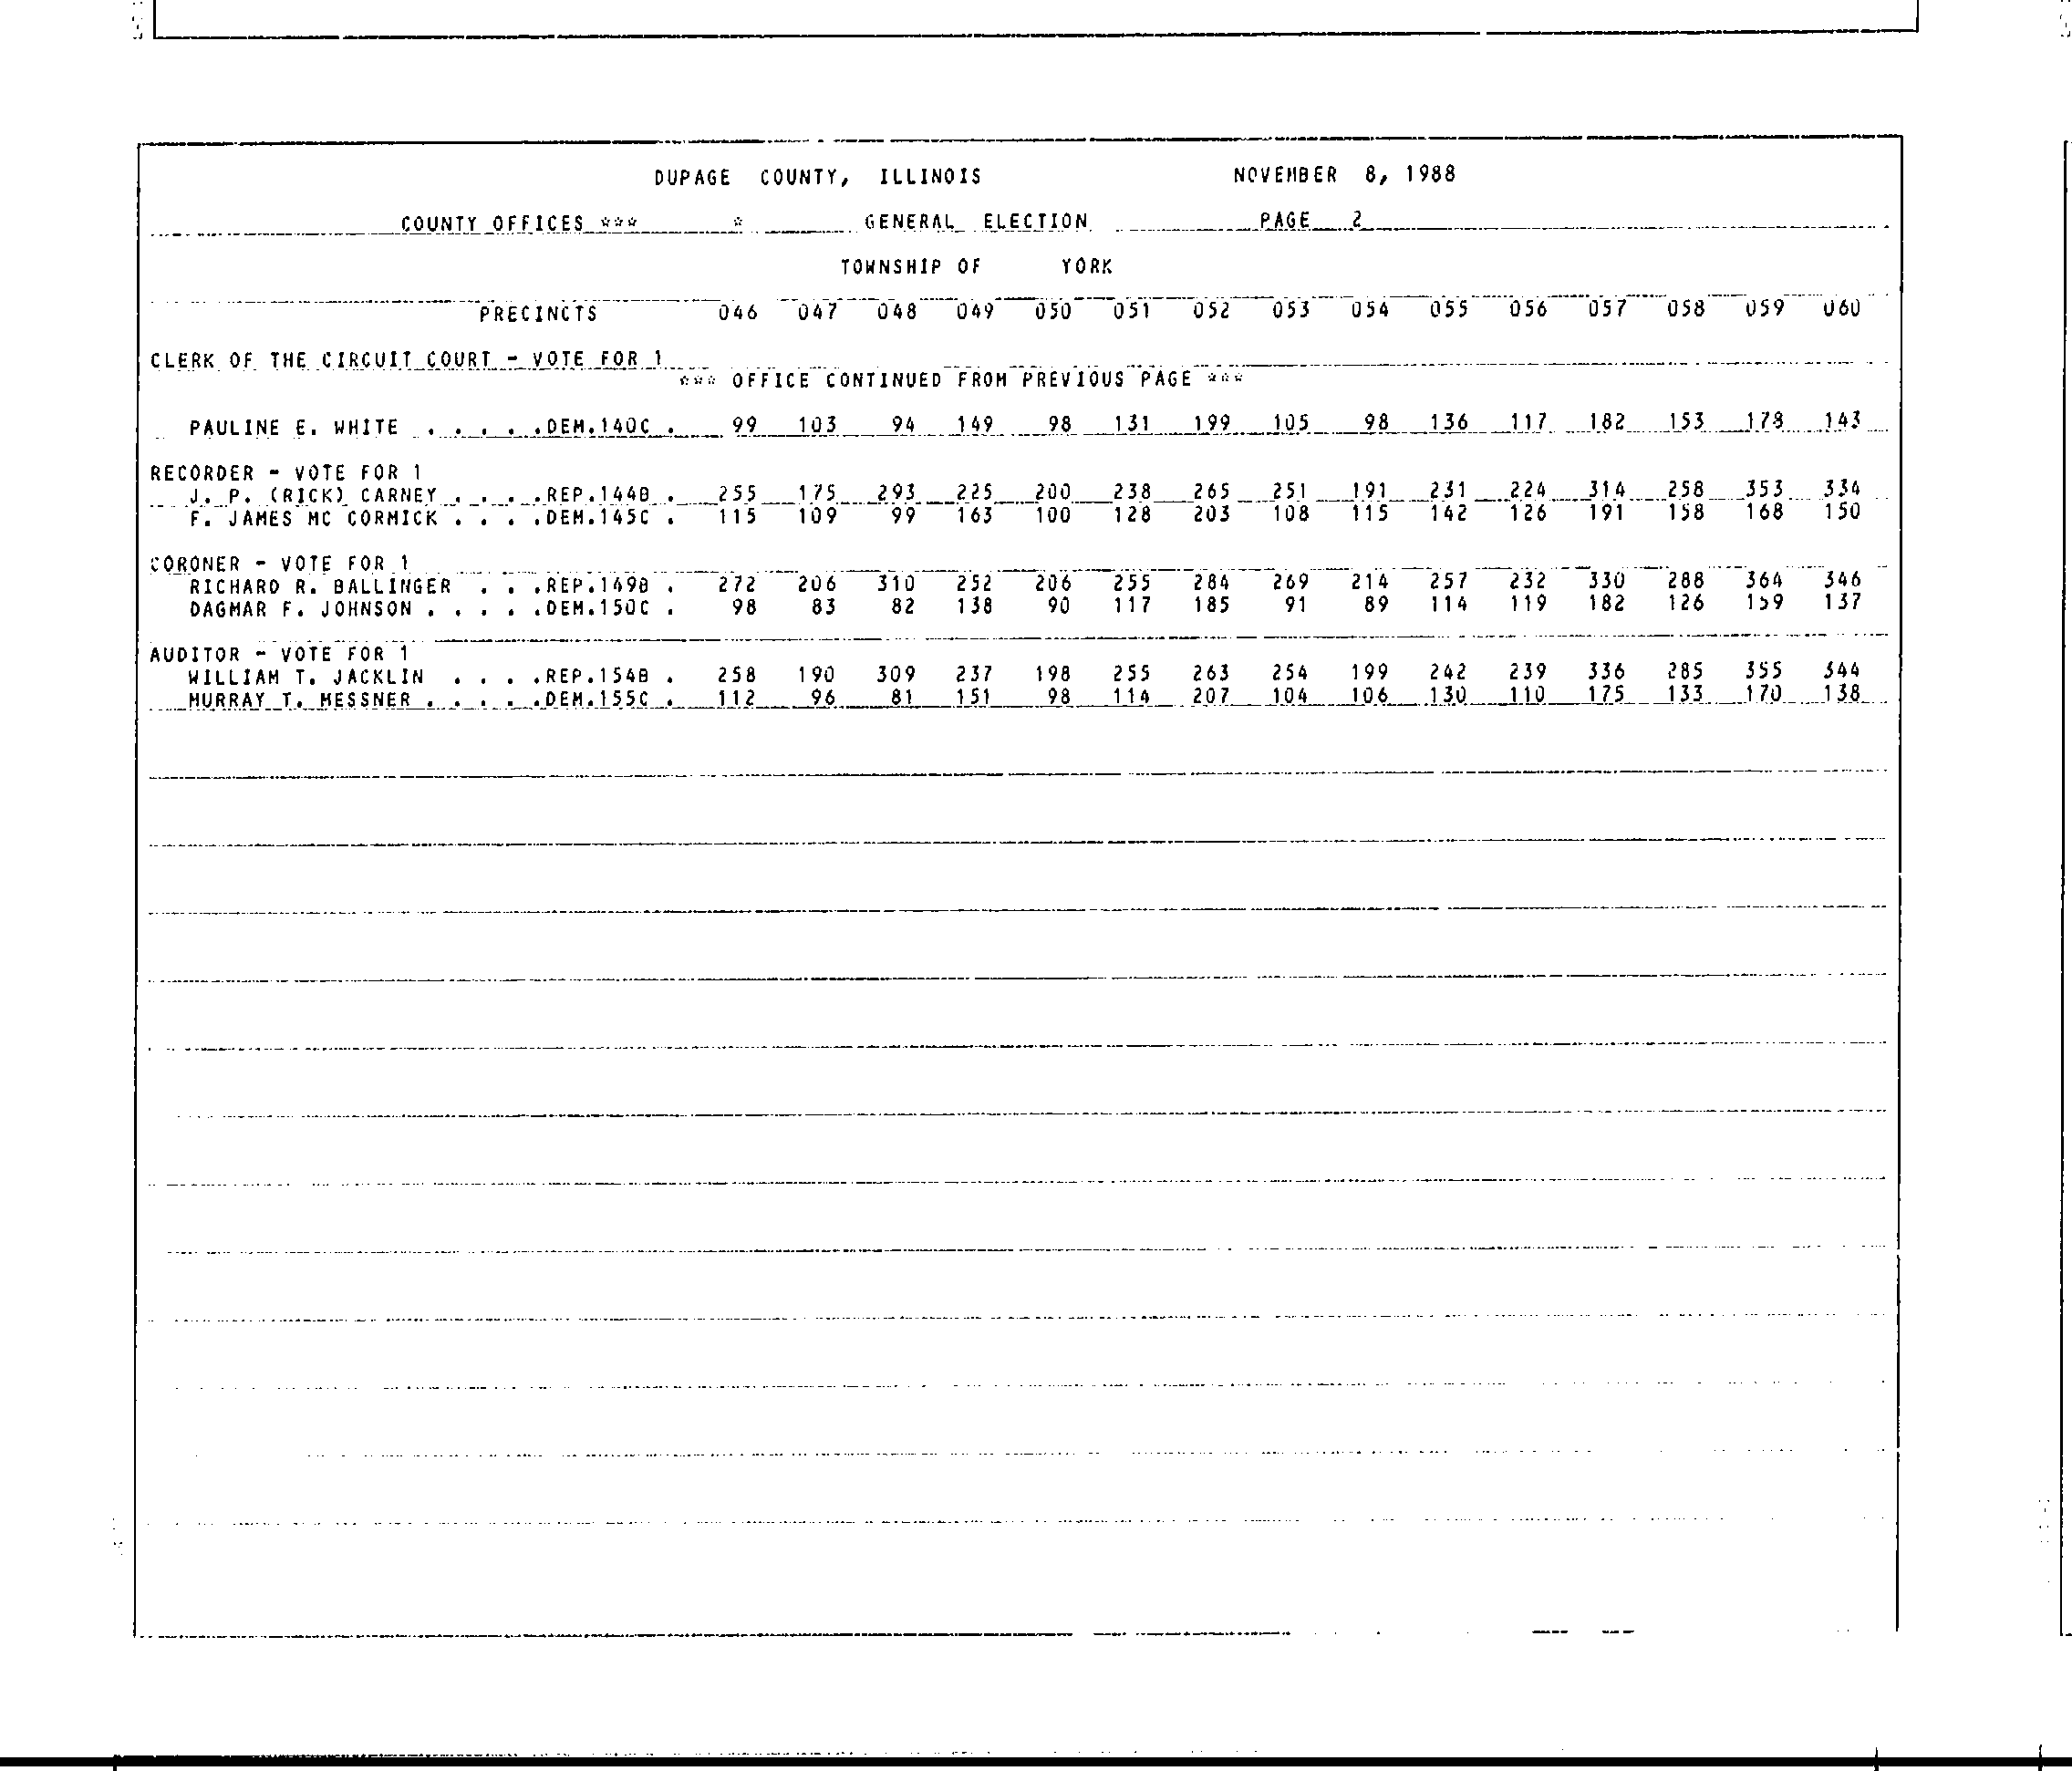 DUPAGE COUNTY, ILLINOIS NOVEMBER 8, 1988
COUNTY OFFICES *** * GENERAL ELECTION PAGE 2
TOWNSHIP OF YORK
PRECINCTS 046 047 048 049 050 051 052 053 054 055 056 057 058 059 060
CLERK OF THE CIRCUIT COURT - VOTE FOR 1
*** OFFICE CONTINUED FROM PREVIOUS PAGE ***
PAULINE E. WHITE . . . . .DEM.140C . 99 103 94 149 98 131 199 105 98 136 117 182 153 178 143
RECORDER - VOTE FOR 1
J. P. (RICK) CARNEY . . . .REP.144B . 255 175 293 225 200 238 265 251 191 231 224 314 258 353 334
F. JAMES MC CORMICK . . . .DEM.145C . 115 109 99 163 100 128 203 108 115 142 126 191 158 168 150
CORONER - VOTE FOR 1
RICHARD R. BALLINGER . . .REP.149B . 272 206 310 252 206 255 284 269 214 257 232 330 288 364 346
DAGMAR F. JOHNSON . . . . .DEM.150C . 98 83 82 138 90 117 185 91 89 114 119 182 126 159 137
AUDITOR - VOTE FOR 1
WILLIAM T. JACKLIN . . . .REP.154B . 258 190 309 237 198 255 263 254 199 242 239 336 285 355 344
MURRAY T. MESSNER . . . . .DEM.155C . 112 96 81 151 98 114 207 104 106 130 110 175 133 170 138